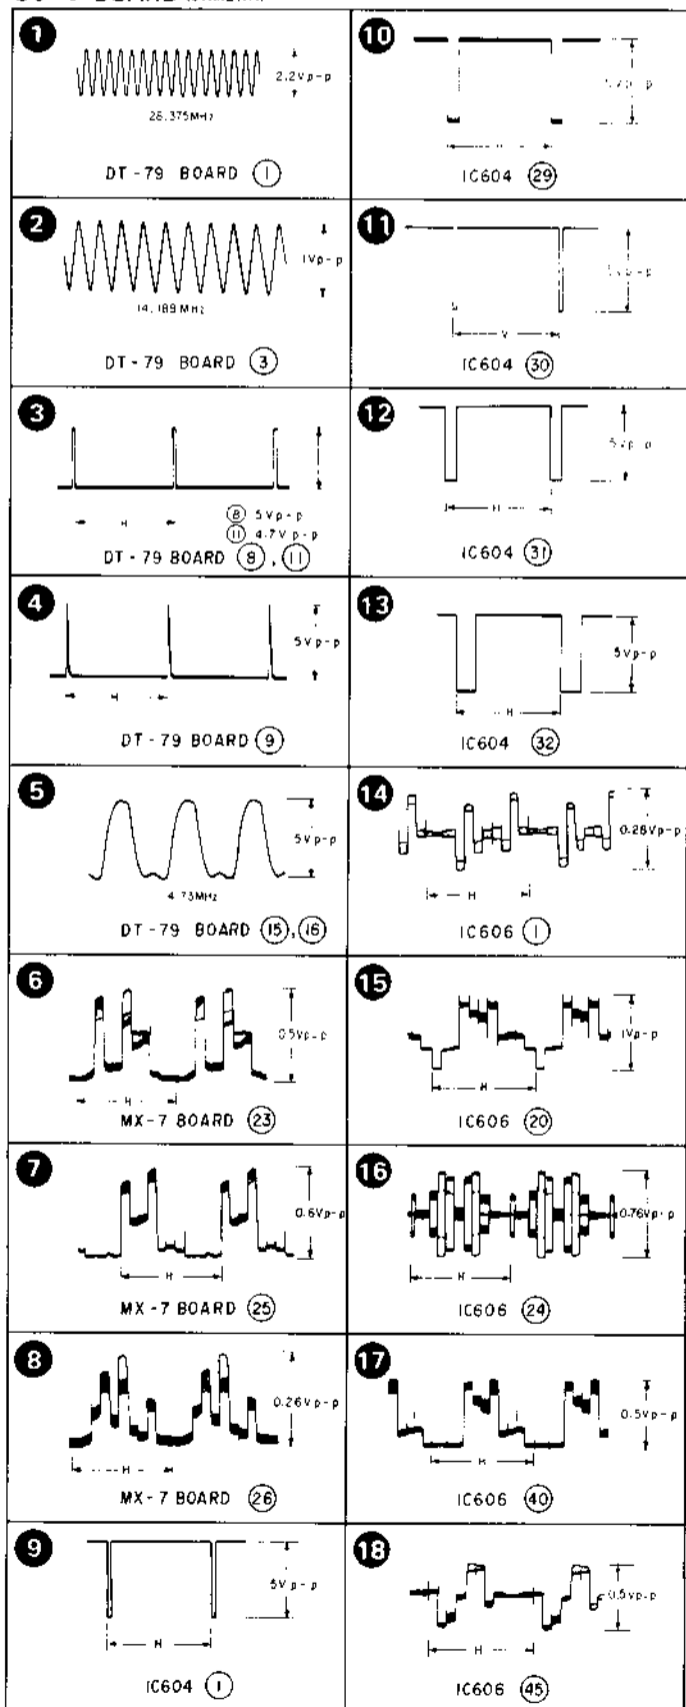 1
2.2Vp-p
28.375MHz
DT-79 BOARD 1
2
1Vp-p
14.189MHz
DT-79 BOARD 3
3
H
8 5Vp-p
11 4.7Vp-p
DT-79 BOARD 8, 11
4
5Vp-p
H
DT-79 BOARD 9
5
5Vp-p
4.73MHz
DT-79 BOARD 15, 16
6
0.5Vp-p
H
MX-7 BOARD 23
7
0.6Vp-p
H
MX-7 BOARD 25
8
0.26Vp-p
H
MX-7 BOARD 26
9
5Vp-p
H
IC604 1
10
IC604 29
11
5Vp-p
V
IC604 30
12
5Vp-p
H
IC604 31
13
5Vp-p
H
IC604 32
14
0.28Vp-p
H
IC606 1
15
1Vp-p
H
IC606 20
16
0.76Vp-p
H
IC606 24
17
0.5Vp-p
H
IC606 40
18
0.5Vp-p
H
IC606 45